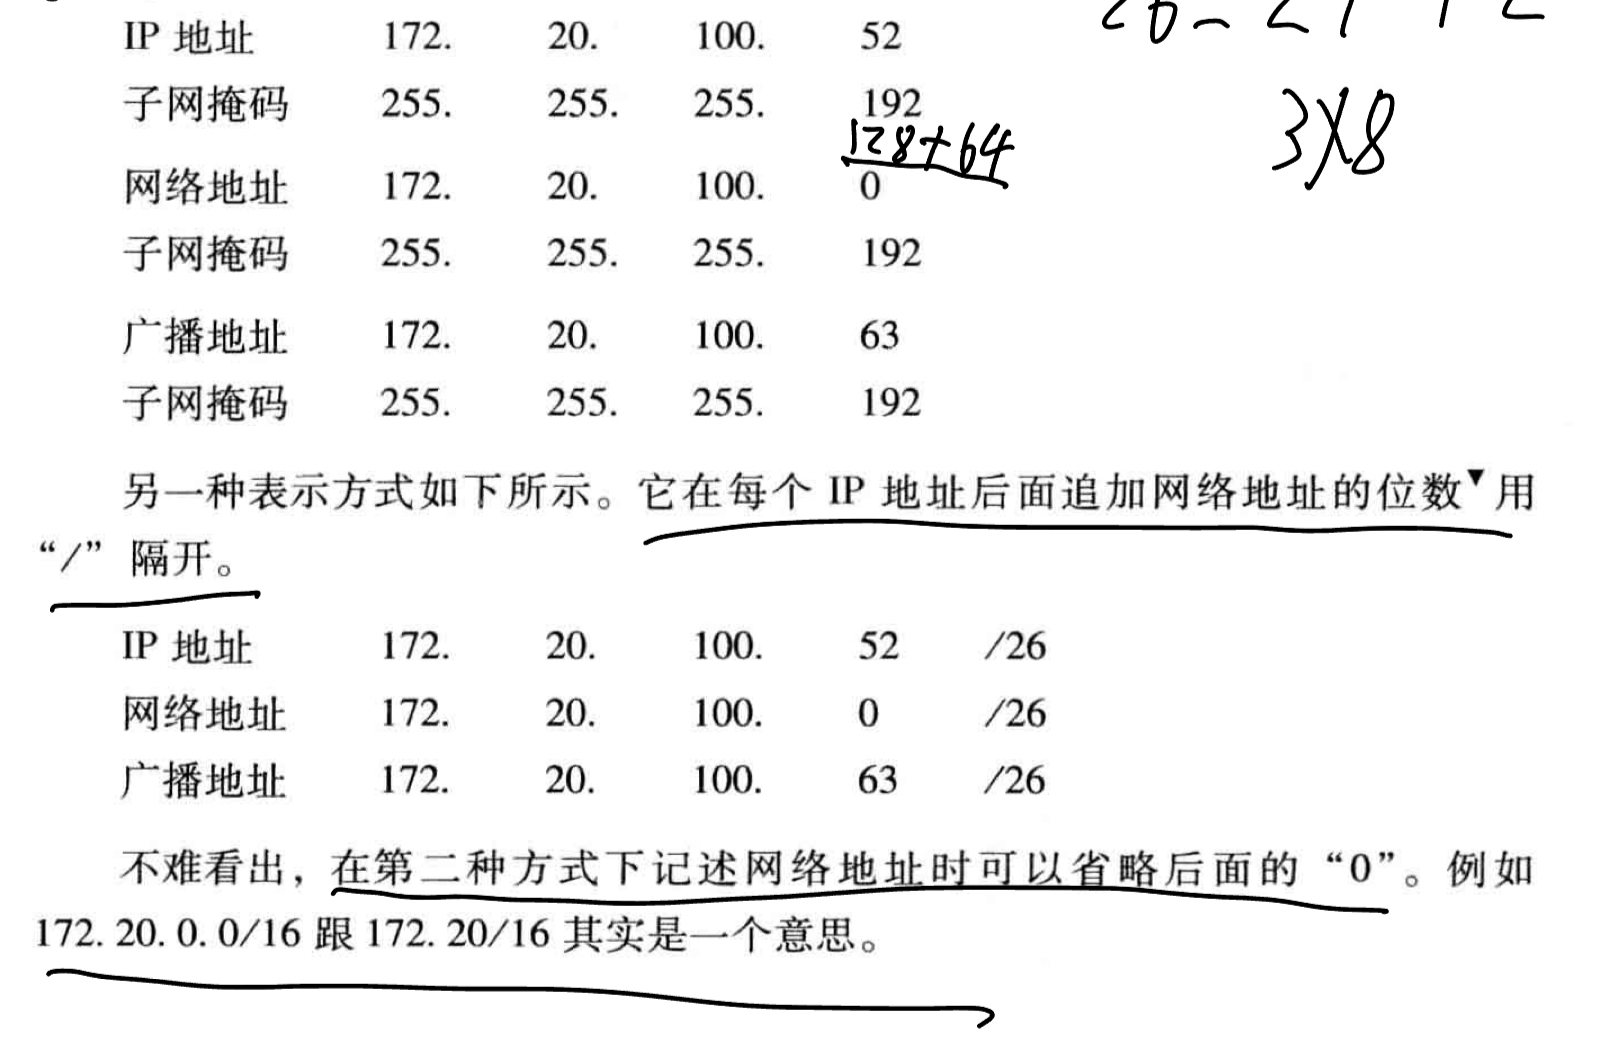 IP 地址 172. 20. 100. 52
子网掩码 255. 255. 255. 192
128+64
3×8
网络地址 172. 20. 100. 0
子网掩码 255. 255. 255. 192
广播地址 172. 20. 100. 63
子网掩码 255. 255. 255. 192
另一种表示方式如下所示。它在每个 IP 地址后面追加网络地址的位数▼用
“/” 隔开。
IP 地址 172. 20. 100. 52 /26
网络地址 172. 20. 100. 0 /26
广播地址 172. 20. 100. 63 /26
不难看出，在第二种方式下记述网络地址时可以省略后面的 “0”。例如
172. 20. 0. 0/16 跟 172. 20/16 其实是一个意思。